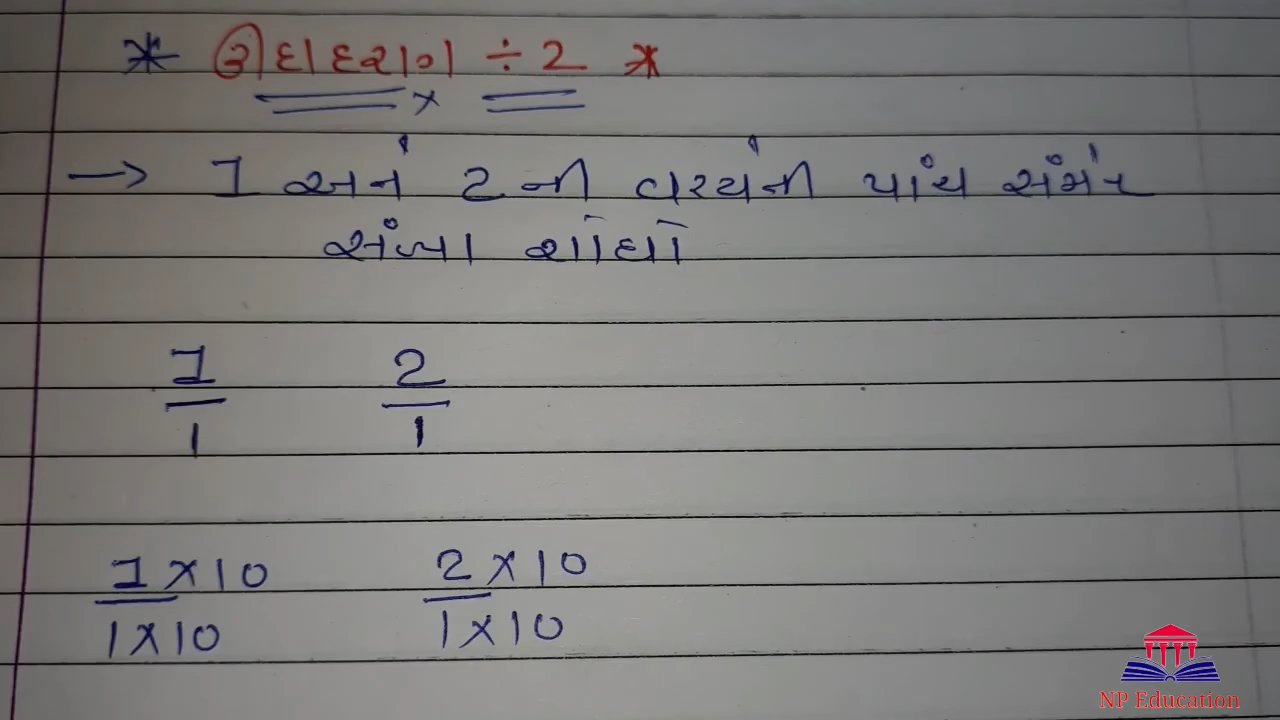 * ઉદાદરણ ÷ 2 *
→ 1 અને 2 ની વચ્ચેની પાંચ સંમેય
સંખ્યા શોધો
1 2
1 1
1 × 10 2 × 10
1 × 10 1 × 10
NP Education